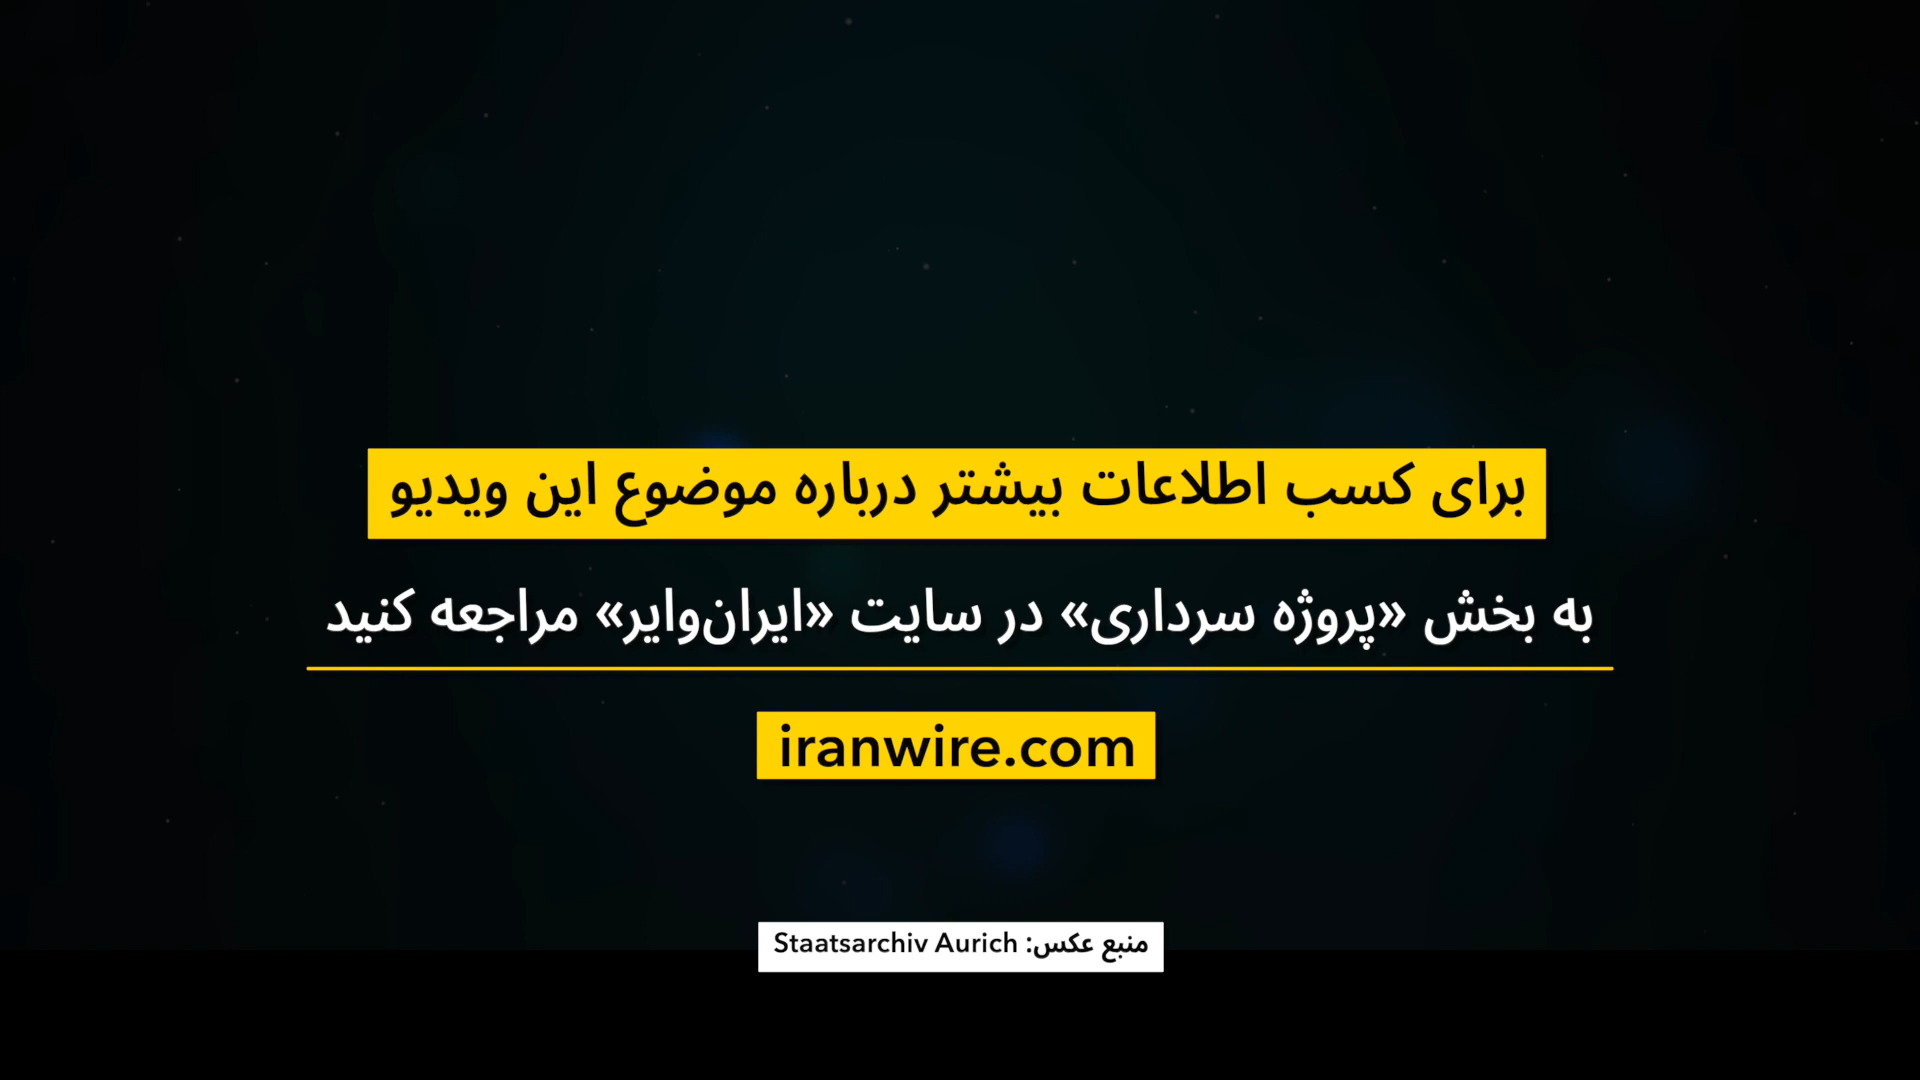 برای کسب اطلاعات بیشتر درباره موضوع این ویدیو
به بخش «پروژه سرداری» در سایت «ایران‌وایر» مراجعه کنید
iranwire.com
منبع عکس: Staatsarchiv Aurich